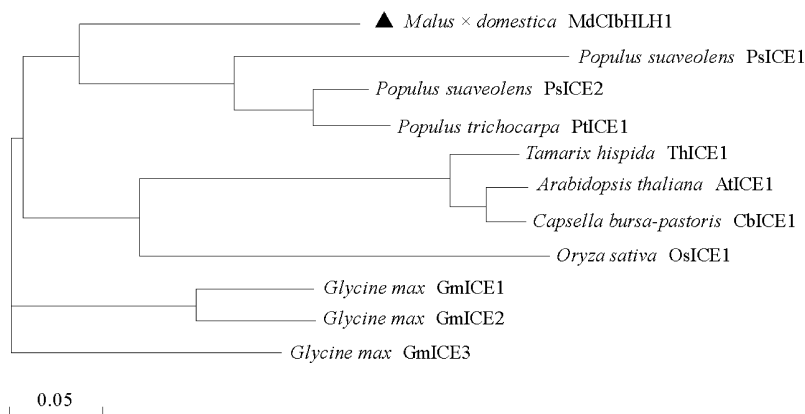 ▲ Malus × domestica MdCIbHLH1
Populus suaveolens PsICE1
Populus suaveolens PsICE2
Populus trichocarpa PtICE1
Tamarix hispida ThICE1
Arabidopsis thaliana AtICE1
Capsella bursa-pastoris CbICE1
Oryza sativa OsICE1
Glycine max GmICE1
Glycine max GmICE2
Glycine max GmICE3
0.05